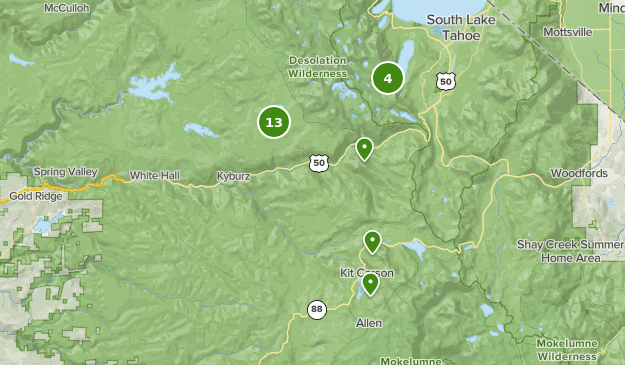 McCulloh
South Lake
Tahoe
Minc
Mottsville
Desolation
Wilderness
4
50
13
50
Spring Valley
White Hall
Kyburz
Woodfords
Gold Ridge
Shay Creek Summer
Home Area
Kit Carson
88
Allen
Mokelumne
Wilderness
Mokelumne